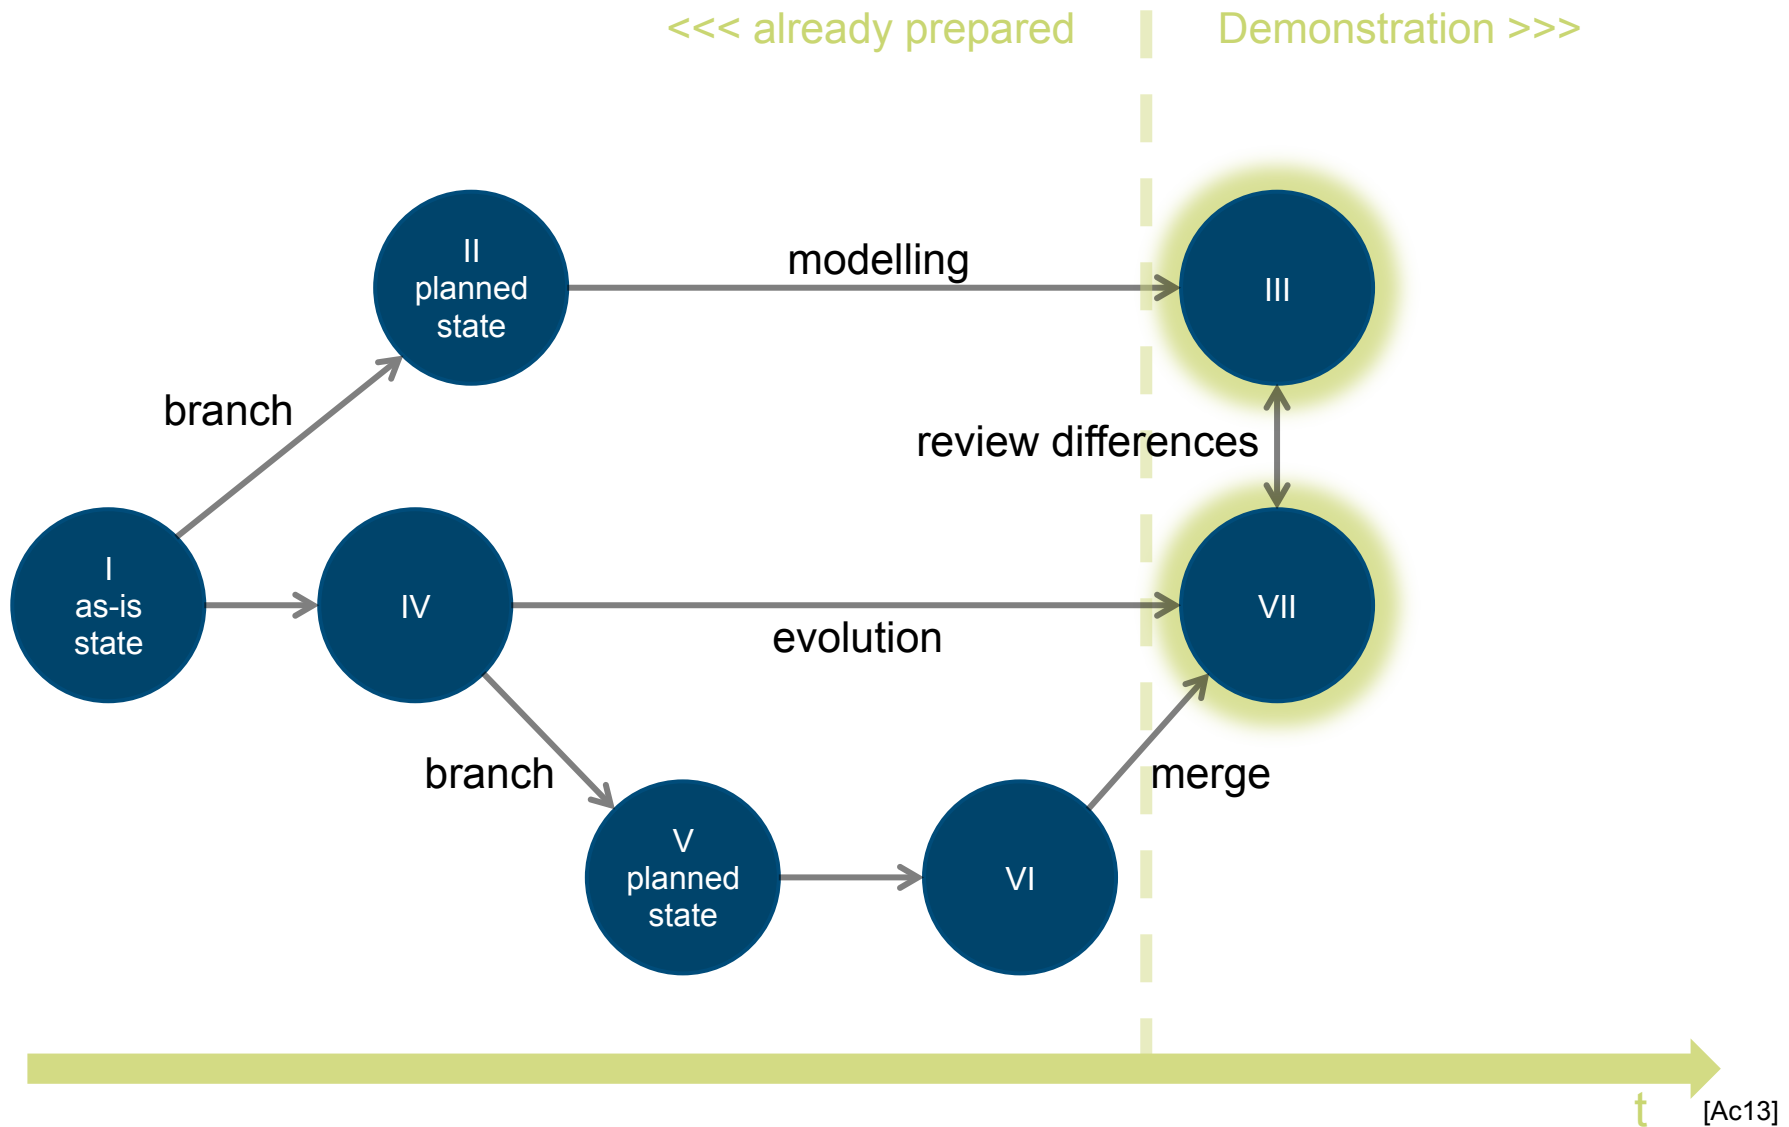 <<< already prepared
Demonstration >>>
II
planned
state
modelling
III
branch
review differences
I
as-is
state
IV
evolution
VII
branch
merge
V
planned
state
VI
t
[Ac13]